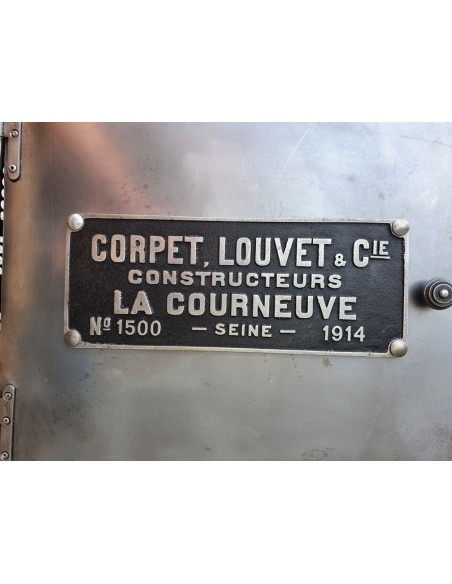 CORPET, LOUVET & CIE
CONSTRUCTEURS
LA COURNEUVE
No 1500 — SEINE — 1914